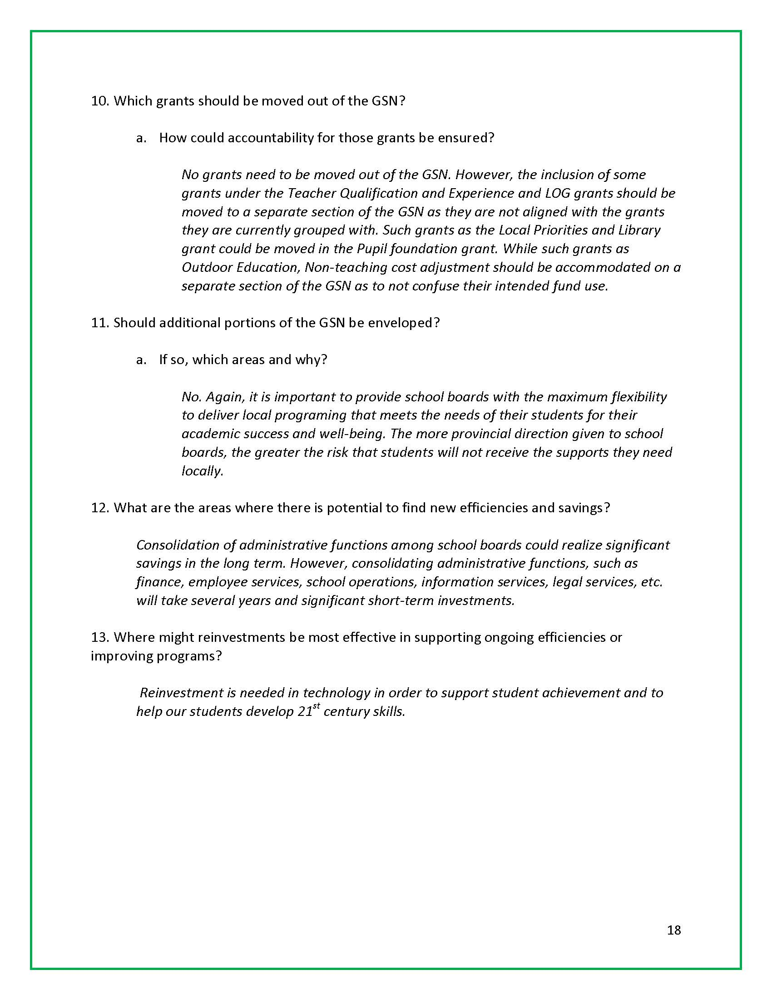 10. Which grants should be moved out of the GSN?
a. How could accountability for those grants be ensured?
No grants need to be moved out of the GSN. However, the inclusion of some
grants under the Teacher Qualification and Experience and LOG grants should be
moved to a separate section of the GSN as they are not aligned with the grants
they are currently grouped with. Such grants as the Local Priorities and Library
grant could be moved in the Pupil foundation grant. While such grants as
Outdoor Education, Non-teaching cost adjustment should be accommodated on a
separate section of the GSN as to not confuse their intended fund use.
11. Should additional portions of the GSN be enveloped?
a. If so, which areas and why?
No. Again, it is important to provide school boards with the maximum flexibility
to deliver local programing that meets the needs of their students for their
academic success and well-being. The more provincial direction given to school
boards, the greater the risk that students will not receive the supports they need
locally.
12. What are the areas where there is potential to find new efficiencies and savings?
Consolidation of administrative functions among school boards could realize significant
savings in the long term. However, consolidating administrative functions, such as
finance, employee services, school operations, information services, legal services, etc.
will take several years and significant short-term investments.
13. Where might reinvestments be most effective in supporting ongoing efficiencies or
improving programs?
Reinvestment is needed in technology in order to support student achievement and to
help our students develop 21st century skills.
18